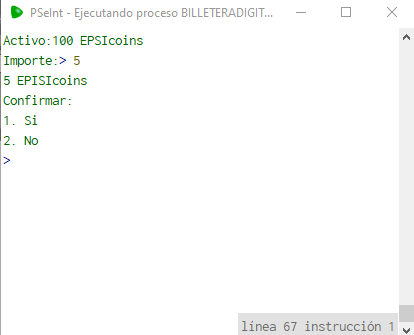 PSeInt - Ejecutando proceso BILLETERADIGIT...
Activo:100 EPSIcoins
Importe:> 5
5 EPISIcoins
Confirmar:
1. Si
2. No
>
línea 67 instrucción 1